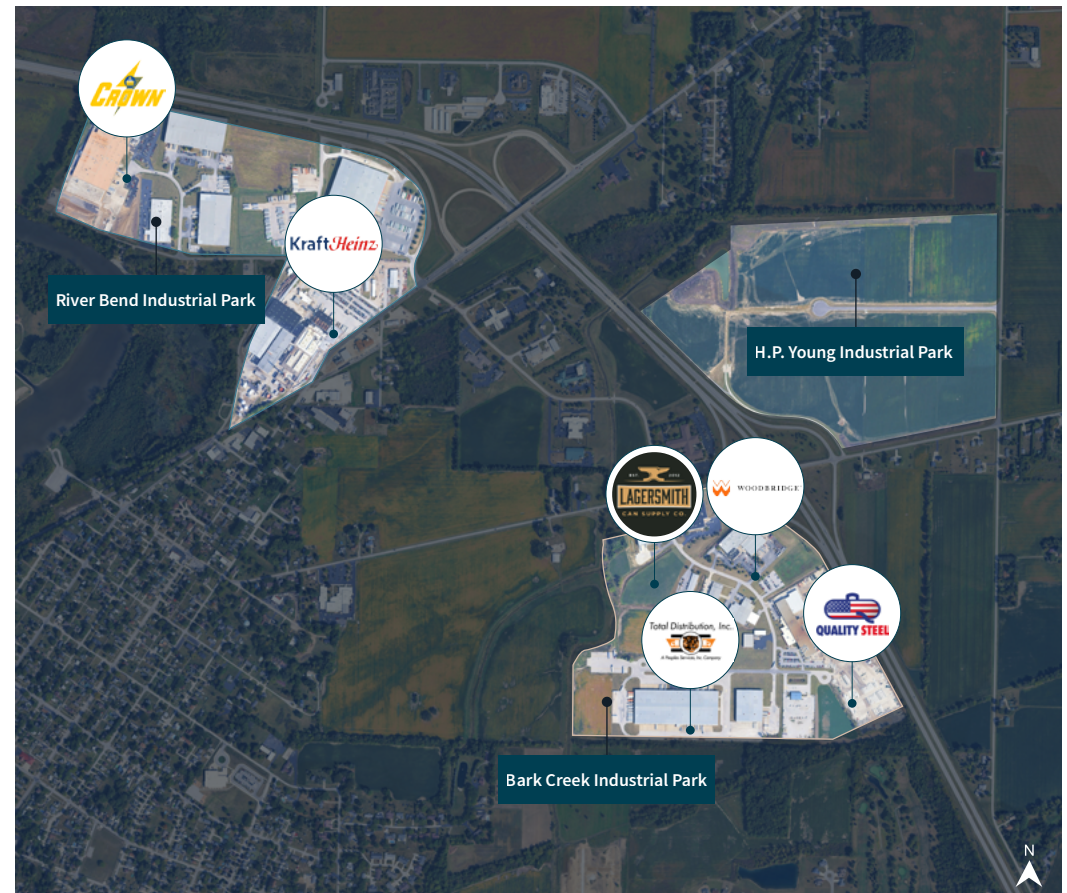 CROWN
KraftHeinz
River Bend Industrial Park
H.P. Young Industrial Park
EST.
LAGERSMITH
CAN SUPPLY CO.
WOODBRIDGE
Total Distribution, Inc.
A Peoples Services, Inc. Company
QUALITY STEEL
Bark Creek Industrial Park
N